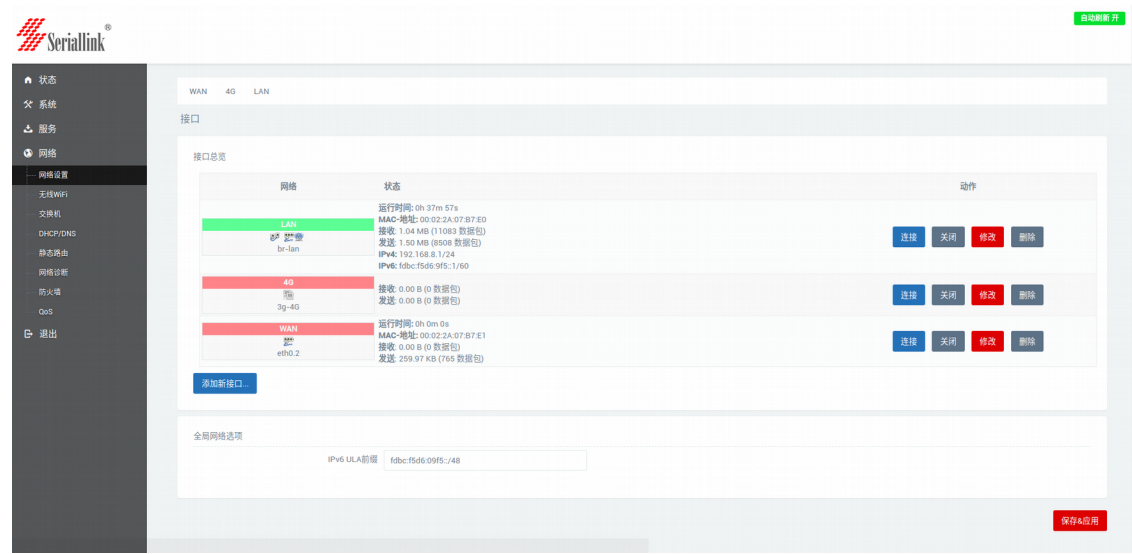 Seriallink®
自动刷新 开
状态
系统
服务
网络
网络设置
无线WiFi
交换机
DHCP/DNS
静态路由
网络诊断
防火墙
QoS
退出
WAN 4G LAN
接口
接口总览
网络 状态 动作
LAN
br-lan
运行时间: 0h 37m 57s
MAC-地址: 00:02:2A:07:B7:E0
接收: 1.04 MB (11083 数据包)
发送: 1.50 MB (8508 数据包)
IPv4: 192.168.8.1/24
IPv6: fdbc:f5d6:9f5::1/60
连接 关闭 修改 删除
4G
3g-4G
接收: 0.00 B (0 数据包)
发送: 0.00 B (0 数据包)
连接 关闭 修改 删除
WAN
eth0.2
运行时间: 0h 0m 0s
MAC-地址: 00:02:2A:07:B7:E1
接收: 0.00 B (0 数据包)
发送: 259.97 KB (765 数据包)
连接 关闭 修改 删除
添加新接口...
全局网络选项
IPv6 ULA前缀 fdbc:f5d6:09f5::/48
保存&应用